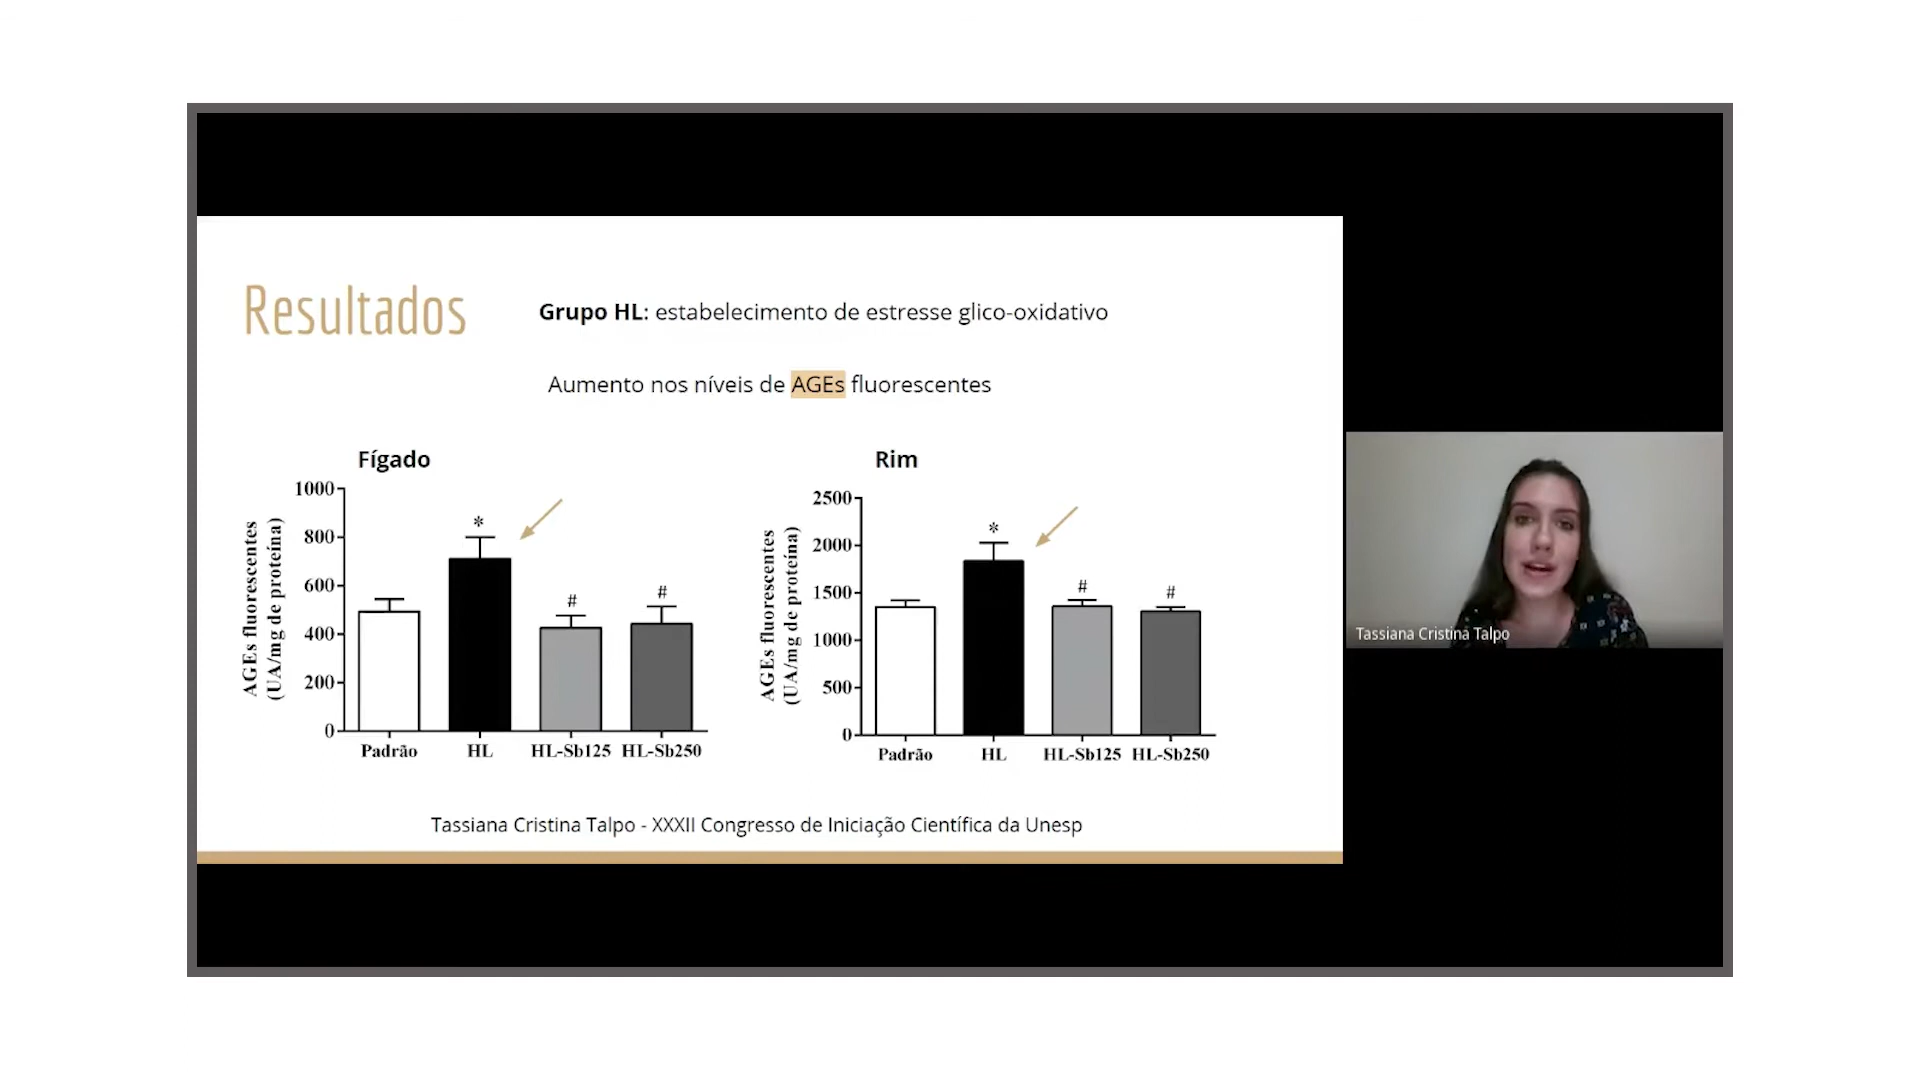 Resultados
Grupo HL: estabelecimento de estresse glico-oxidativo
Aumento nos níveis de AGEs fluorescentes
Fígado
AGEs fluorescentes
(UA/mg de proteína)
1000
800
600
400
200
0
*
#
#
Padrão HL HL-Sb125 HL-Sb250
Rim
AGEs fluorescentes
(UA/mg de proteína)
2500
2000
1500
1000
500
0
*
#
#
Padrão HL HL-Sb125 HL-Sb250
Tassiana Cristina Talpo - XXXII Congresso de Iniciação Científica da Unesp
Tassiana Cristina Talpo